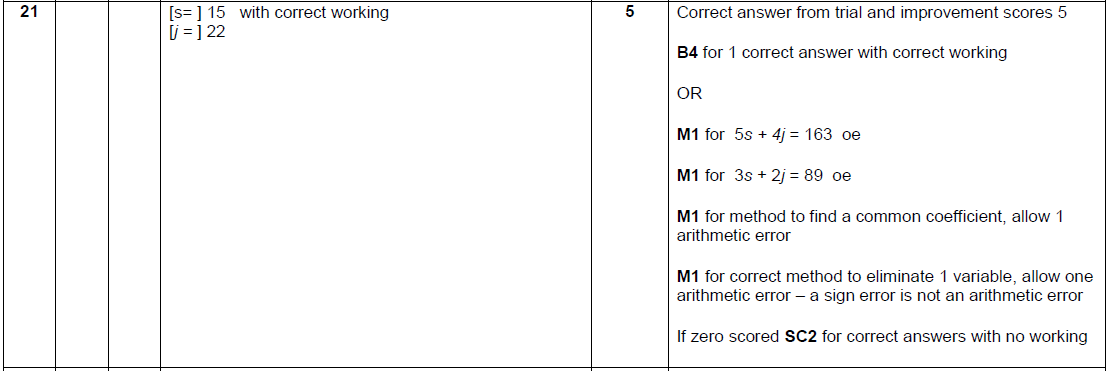 21 [s= ] 15 with correct working 5 Correct answer from trial and improvement scores 5
[j = ] 22
B4 for 1 correct answer with correct working
OR
M1 for 5s + 4j = 163 oe
M1 for 3s + 2j = 89 oe
M1 for method to find a common coefficient, allow 1
arithmetic error
M1 for correct method to eliminate 1 variable, allow one
arithmetic error – a sign error is not an arithmetic error
If zero scored SC2 for correct answers with no working